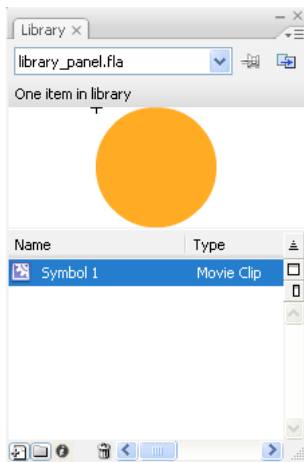 Library
library_panel.fla
One item in library
Name Type
Symbol 1 Movie Clip